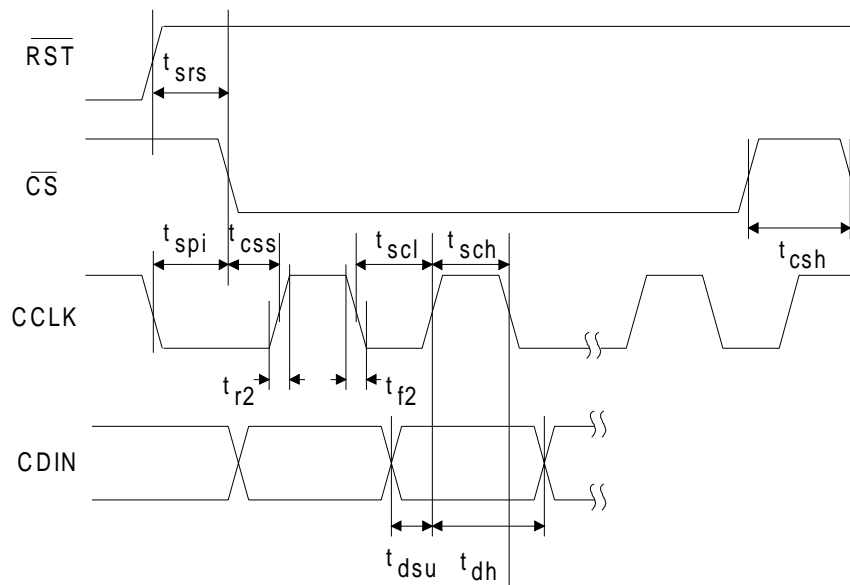 RST
t srs
CS
t spi
t css
t scl
t sch
t csh
CCLK
t r2
t f2
CDIN
t dsu
t dh